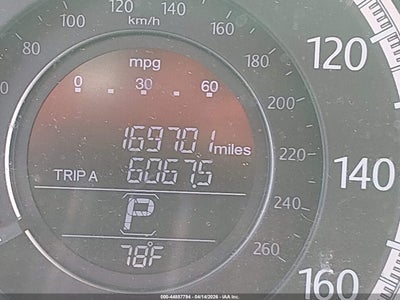 80 100 120 140 160 180 200 220 240 260
km/h
120
140
160
mpg
0 30 60
169701 miles
TRIP A 6067.5
P
78°F
000-44887784 - 04/14/2026 - IAA Inc.